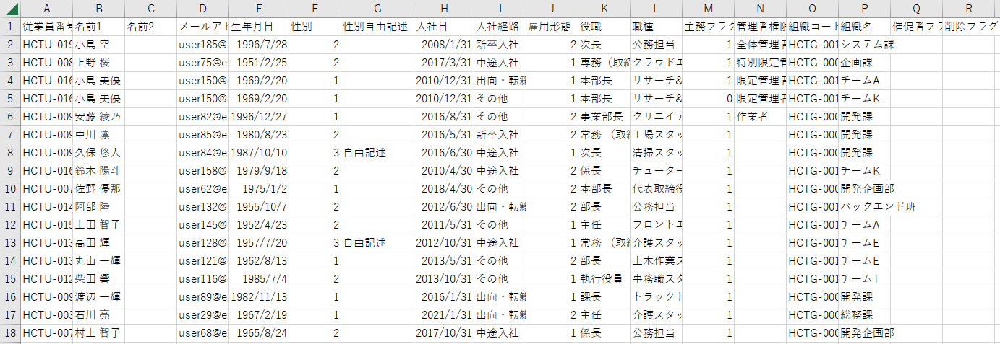 A B C D E F G H I J K L M N O P Q R
1 従業員番号 名前1 名前2 メールアド 生年月日 性別 性別自由記述 入社日 入社経路 雇用形態 役職 職種 主務フラグ 管理者権限 組織コード 組織名 催促者フラ 削除フラグ
2 HCTU-019 小島 空 user185@e 1996/7/28 2 2008/1/31 新卒入社 2 次長 公務担当 1 全体管理者 HCTG-001 システム課
3 HCTU-008 上野 桜 user75@ex 1951/2/25 2 2017/3/31 中途入社 1 専務（取締 クラウドエ 1 特別限定管 HCTG-000 企画課
4 HCTU-016 小島 美優 user150@e 1969/2/20 1 2010/12/31 出向・転籍 1 本部長 リサーチ& 1 限定管理者 HCTG-001 チームA
5 HCTU-016 小島 美優 user150@e 1969/2/20 1 2010/12/31 その他 1 本部長 リサーチ& 0 限定管理者 HCTG-001 チームK
6 HCTU-009 安藤 綾乃 user82@ex 1996/12/27 1 2016/8/31 その他 2 事業部長 クリエイテ 1 作業者 HCTG-000 開発課
7 HCTU-009 中川 凛 user85@ex 1980/8/23 2 2016/5/31 新卒入社 2 常務 （取締 工場スタッ 1 HCTG-000 開発課
8 HCTU-009 久保 悠人 user84@ex 1987/10/10 3 自由記述 2016/6/30 中途入社 1 次長 清掃スタッ 1 HCTG-000 開発課
9 HCTU-016 鈴木 陽斗 user158@e 1979/9/18 2 2010/4/30 中途入社 2 係長 チューター 1 HCTG-001 チームK
10 HCTU-007 佐野 優那 user62@ex 1975/1/2 1 2018/4/30 その他 2 本部長 代表取締役 1 HCTG-000 開発企画部
11 HCTU-014 阿部 陸 user132@e 1955/10/7 2 2012/6/30 出向・転籍 2 部長 公務担当 1 HCTG-001 バックエンド班
12 HCTU-015 上田 智子 user145@e 1952/4/23 2 2011/5/31 その他 1 主任 フロントエ 1 HCTG-001 チームA
13 HCTU-013 高田 輝 user128@e 1957/7/20 3 自由記述 2012/10/31 中途入社 1 常務 （取締 介護スタッ 1 HCTG-001 チームE
14 HCTU-013 丸山 一輝 user121@e 1962/8/13 1 2013/5/31 その他 2 部長 土木作業ス 1 HCTG-001 チームE
15 HCTU-012 柴田 響 user116@e 1985/7/4 2 2013/10/31 その他 1 執行役員 事務職スタ 1 HCTG-001 チームT
16 HCTU-009 渡辺 一輝 user89@ex 1982/11/13 1 2016/1/31 出向・転籍 1 課長 トラックド 1 HCTG-000 開発課
17 HCTU-003 石川 亮 user29@ex 1967/2/19 1 2021/1/31 出向・転籍 2 主任 介護スタッ 1 HCTG-000 総務課
18 HCTU-007 村上 智子 user68@ex 1965/8/24 2 2017/10/31 中途入社 1 係長 公務担当 1 HCTG-000 開発企画部